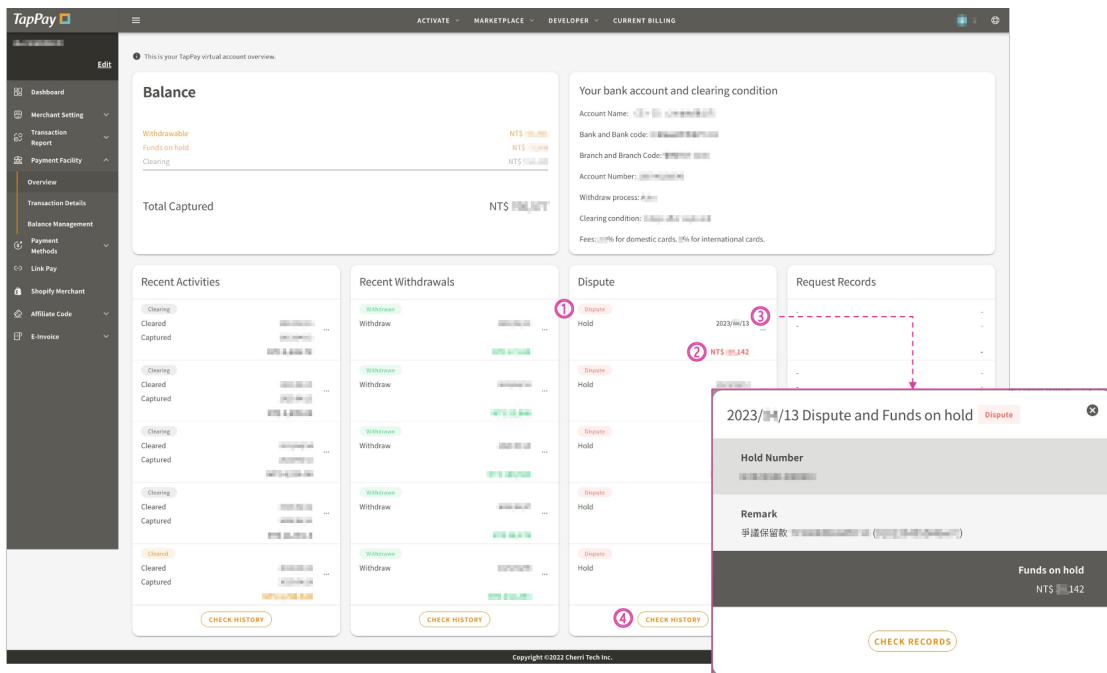 TapPay
ACTIVATE MARKETPLACE DEVELOPER CURRENT BILLING
Edit
Dashboard
Merchant Setting
Transaction
Report
Payment Facility
Overview
Transaction Details
Balance Management
Payment
Methods
Link Pay
Shopify Merchant
Affiliate Code
E-Invoice
This is your TapPay virtual account overview.
Balance
Withdrawable NT$
Funds on hold NT$
Clearing NT$
Total Captured NT$
Your bank account and clearing condition
Account Name:
Bank and Bank code:
Branch and Branch Code:
Account Number:
Withdraw process:
Clearing condition:
Fees: % for domestic cards. % for international cards.
Recent Activities
Clearing
Cleared ...
Captured
Clearing
Cleared ...
Captured
Clearing
Cleared ...
Captured
Clearing
Cleared ...
Captured
Cleared
Cleared ...
Captured
CHECK HISTORY
Recent Withdrawals
Withdrawn
Withdraw ...
Withdrawn
Withdraw ...
Withdrawn
Withdraw ...
Withdrawn
Withdraw ...
Withdrawn
Withdraw ...
CHECK HISTORY
Dispute
① Dispute
Hold 2023/ /13 ③ ...
② NT$ ,142
Dispute
Hold
Dispute
Hold
Dispute
Hold
Dispute
Hold
④ CHECK HISTORY
Request Records
- -
- -
-
- -
2023/ /13 Dispute and Funds on hold Dispute
Hold Number
Remark
爭議保留款 ( )
Funds on hold
NT$ ,142
CHECK RECORDS
Copyright ©2022 Cherri Tech Inc.